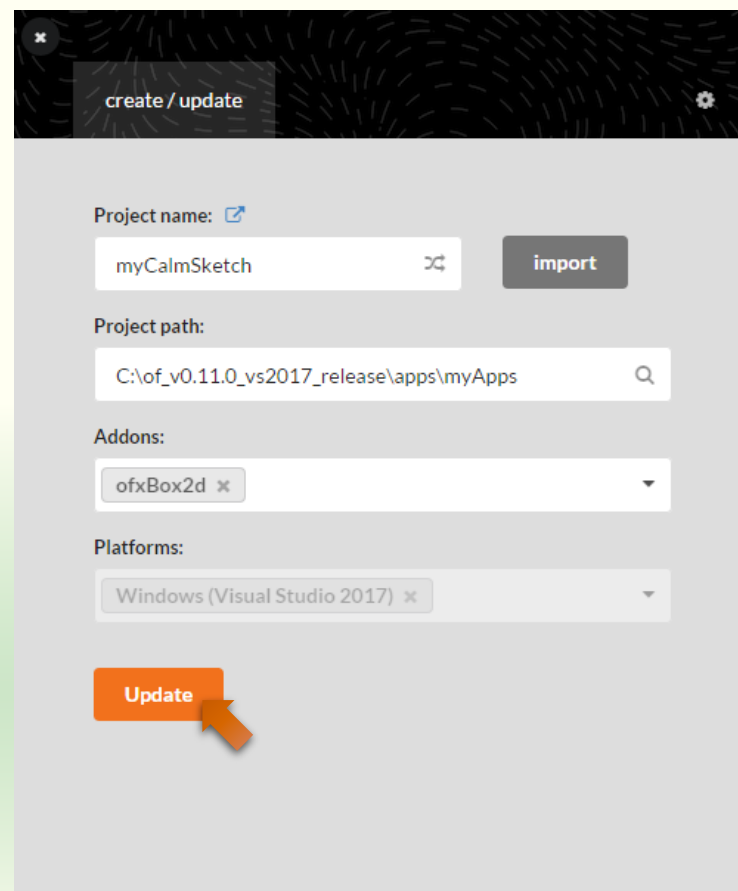 create / update
Project name:
myCalmSketch
import
Project path:
C:\of_v0.11.0_vs2017_release\apps\myApps
Addons:
ofxBox2d
Platforms:
Windows (Visual Studio 2017)
Update